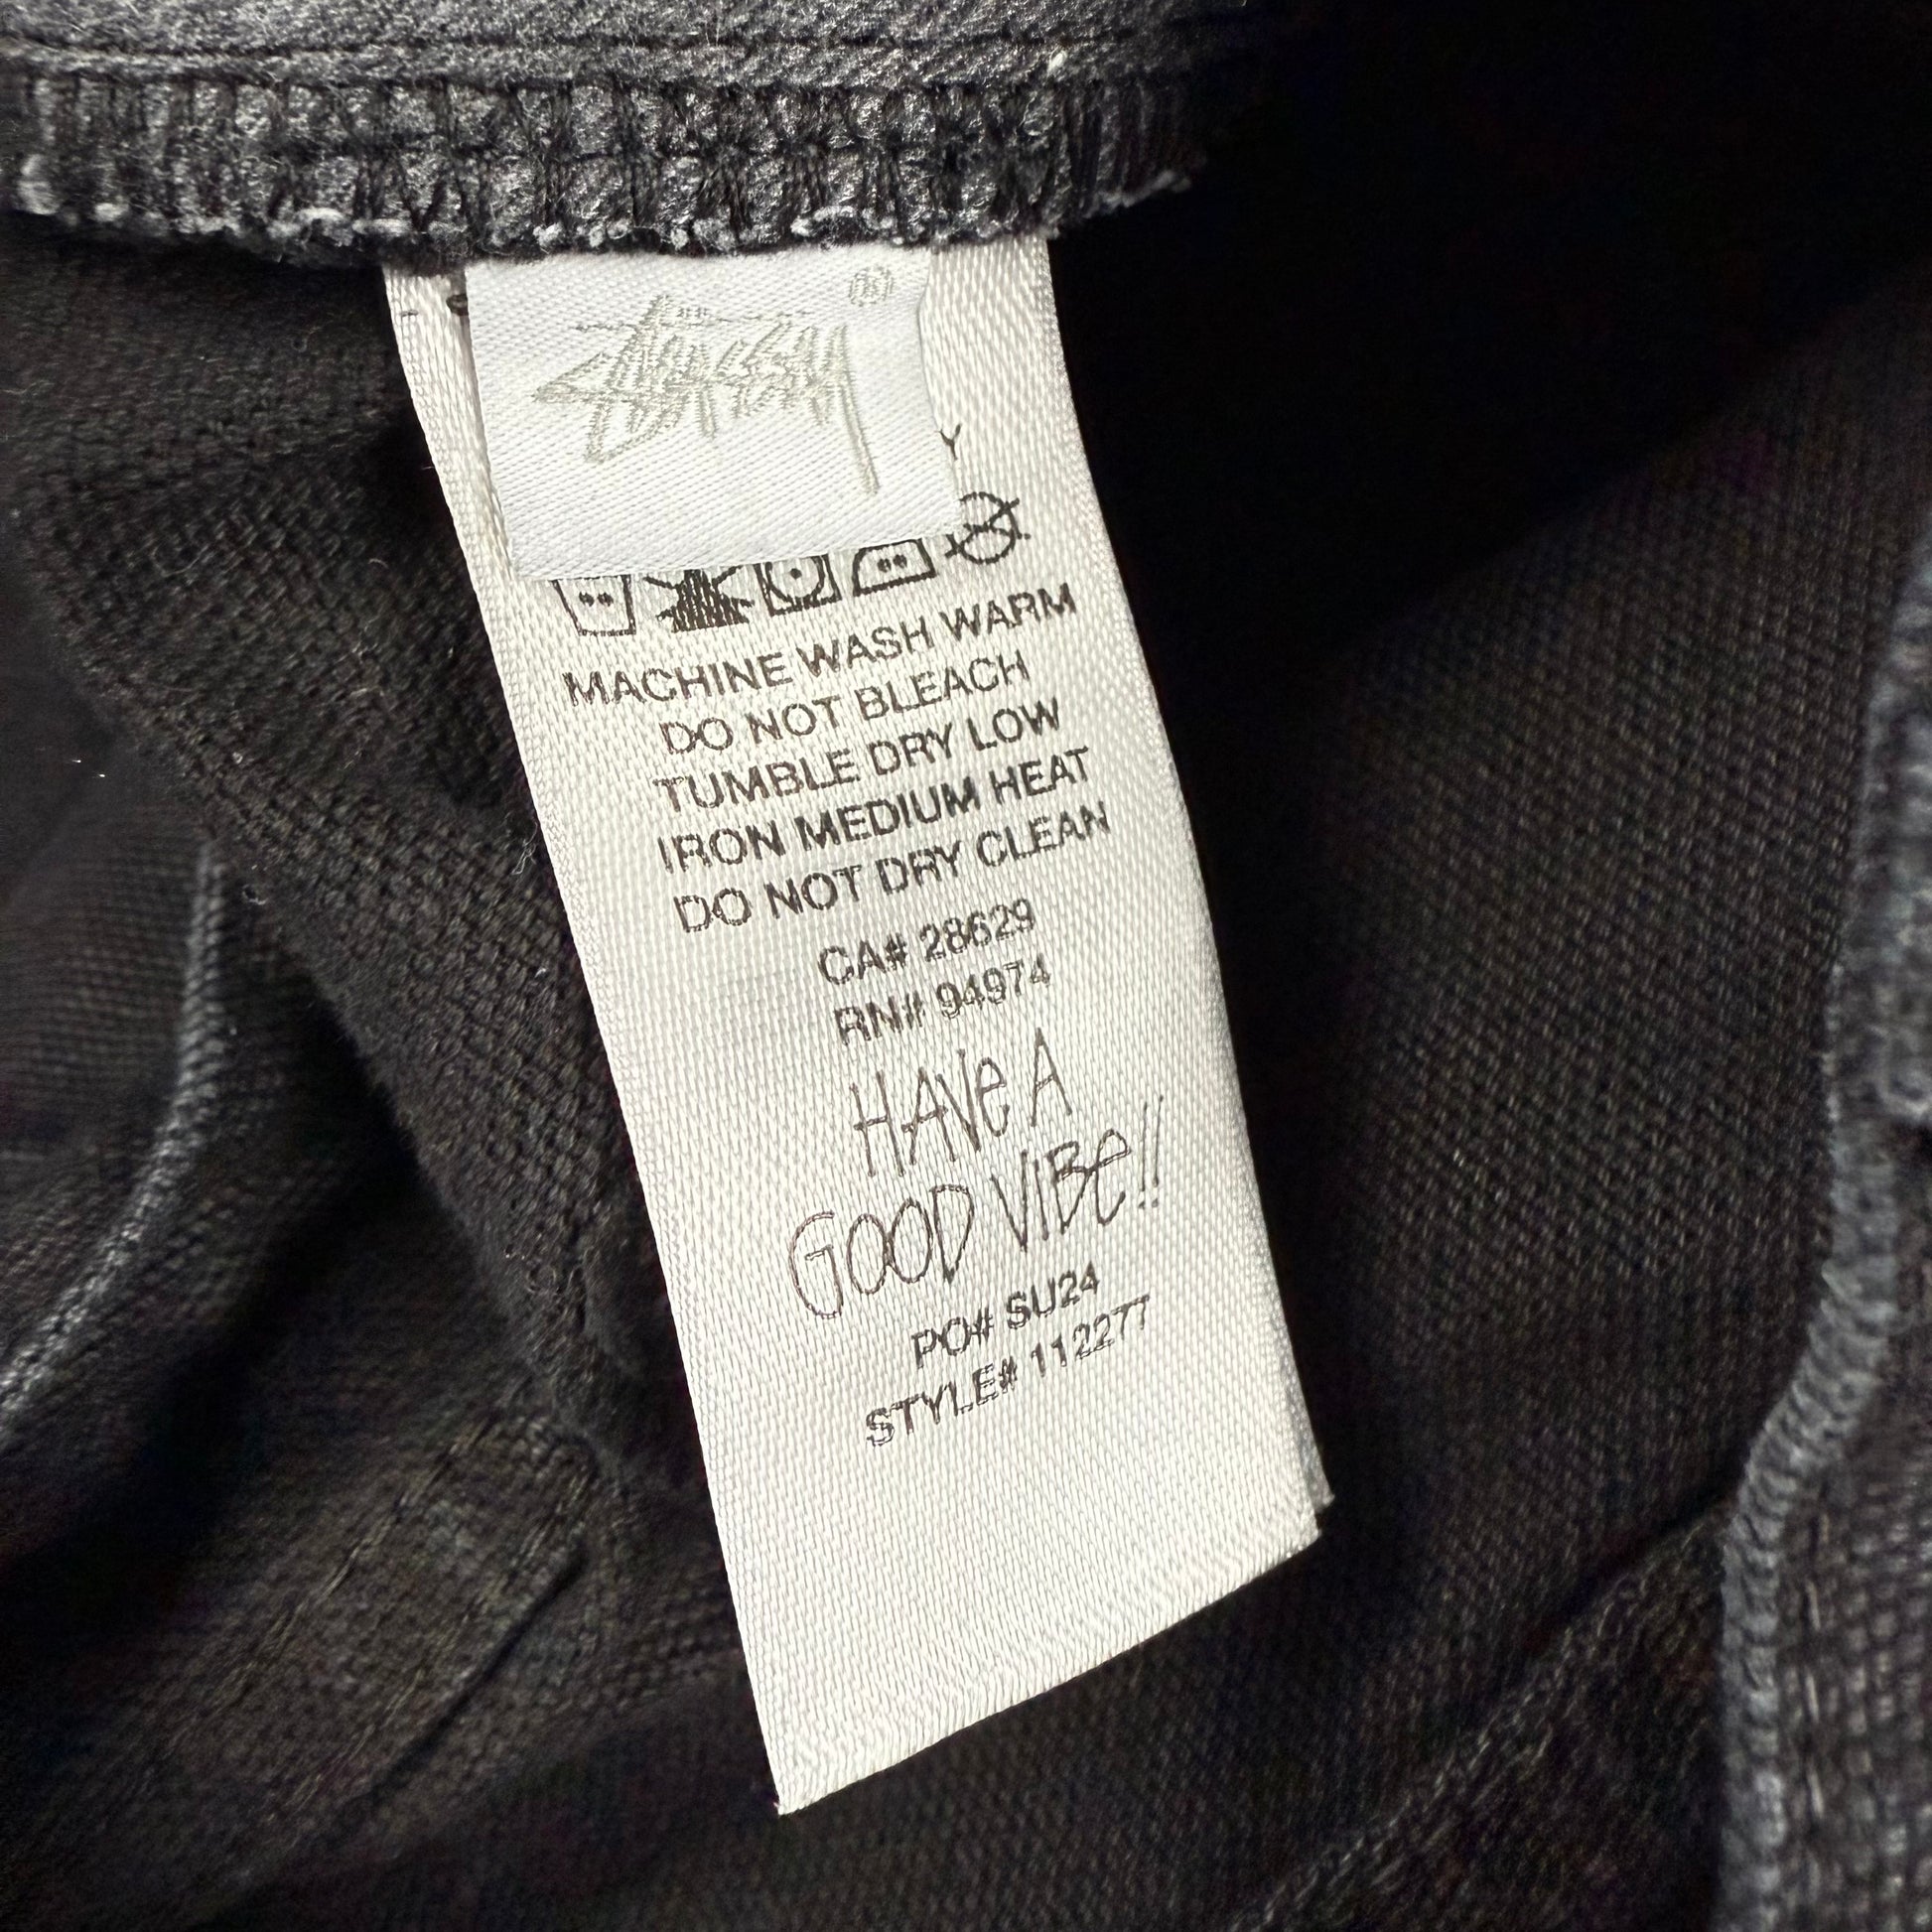 Stüssy®
Y
MACHINE WASH WARM
DO NOT BLEACH
TUMBLE DRY LOW
IRON MEDIUM HEAT
DO NOT DRY CLEAN
CA# 28629
RN# 94974
HAVe A
GOOD VIBe!!
PO# SU24
STYLE# 112277